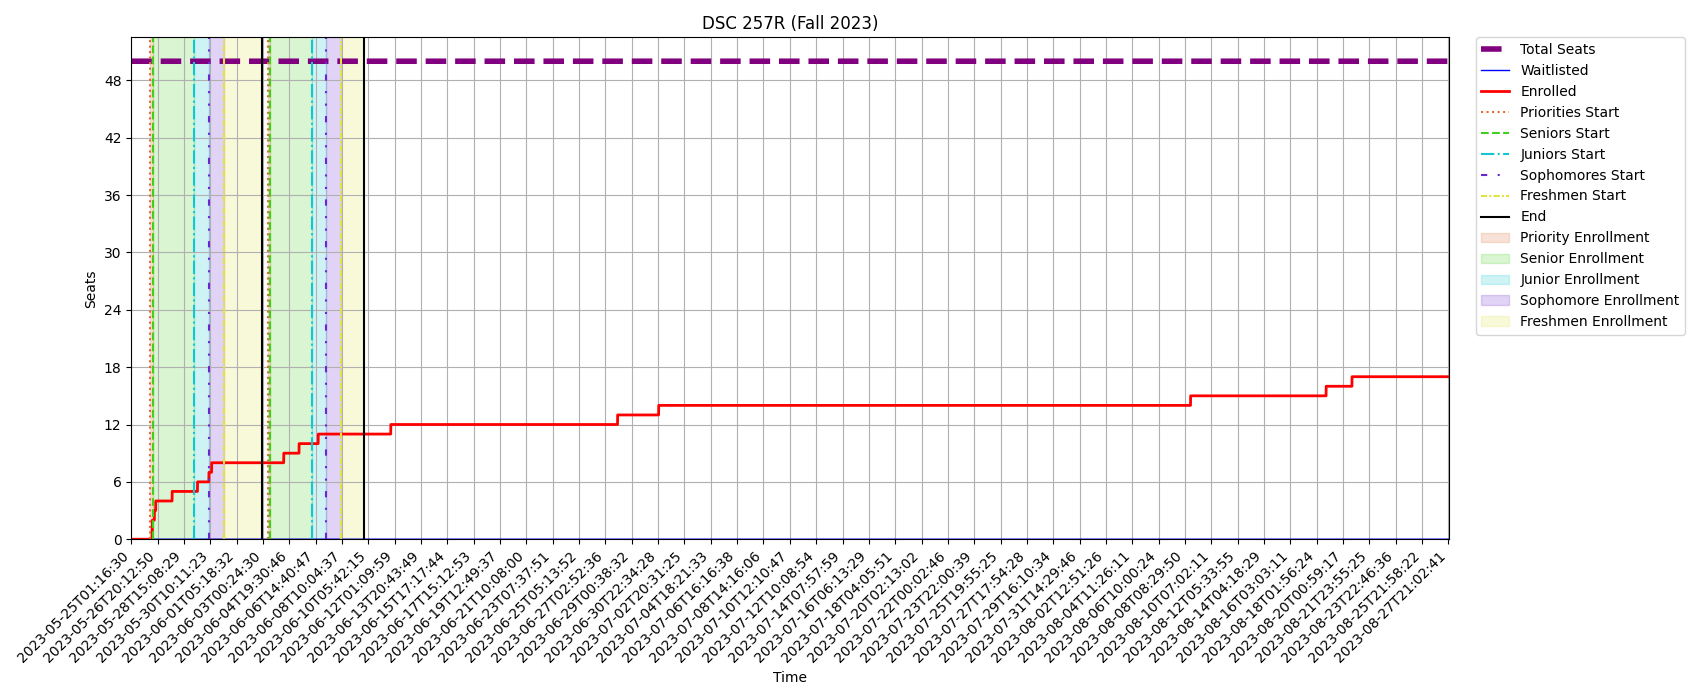 DSC 257R (Fall 2023)
Seats
48
42
36
30
24
18
12
6
0
2023-05-25T01:16:30
2023-05-26T20:12:50
2023-05-28T15:08:29
2023-05-30T10:11:23
2023-06-01T05:18:32
2023-06-03T00:24:30
2023-06-04T19:30:46
2023-06-06T14:40:47
2023-06-08T10:04:37
2023-06-10T05:42:15
2023-06-12T01:09:59
2023-06-13T20:43:49
2023-06-15T17:17:44
2023-06-17T15:12:53
2023-06-19T12:49:37
2023-06-21T10:08:00
2023-06-23T07:37:51
2023-06-25T05:13:52
2023-06-27T02:52:36
2023-06-29T00:38:32
2023-06-30T22:34:28
2023-07-02T20:31:25
2023-07-04T18:21:33
2023-07-06T16:16:38
2023-07-08T14:16:06
2023-07-10T12:10:47
2023-07-12T10:08:54
2023-07-14T07:57:59
2023-07-16T06:13:29
2023-07-18T04:05:51
2023-07-20T02:13:02
2023-07-22T00:02:46
2023-07-23T22:00:39
2023-07-25T19:55:25
2023-07-27T17:54:28
2023-07-29T16:10:34
2023-07-31T14:29:46
2023-08-02T12:51:26
2023-08-04T11:26:11
2023-08-06T10:00:24
2023-08-08T08:29:50
2023-08-10T07:02:11
2023-08-12T05:33:55
2023-08-14T04:18:29
2023-08-16T03:03:11
2023-08-18T01:56:24
2023-08-20T00:59:17
2023-08-21T23:55:25
2023-08-23T22:46:36
2023-08-25T21:58:22
2023-08-27T21:02:41
Time
Total Seats
Waitlisted
Enrolled
Priorities Start
Seniors Start
Juniors Start
Sophomores Start
Freshmen Start
End
Priority Enrollment
Senior Enrollment
Junior Enrollment
Sophomore Enrollment
Freshmen Enrollment